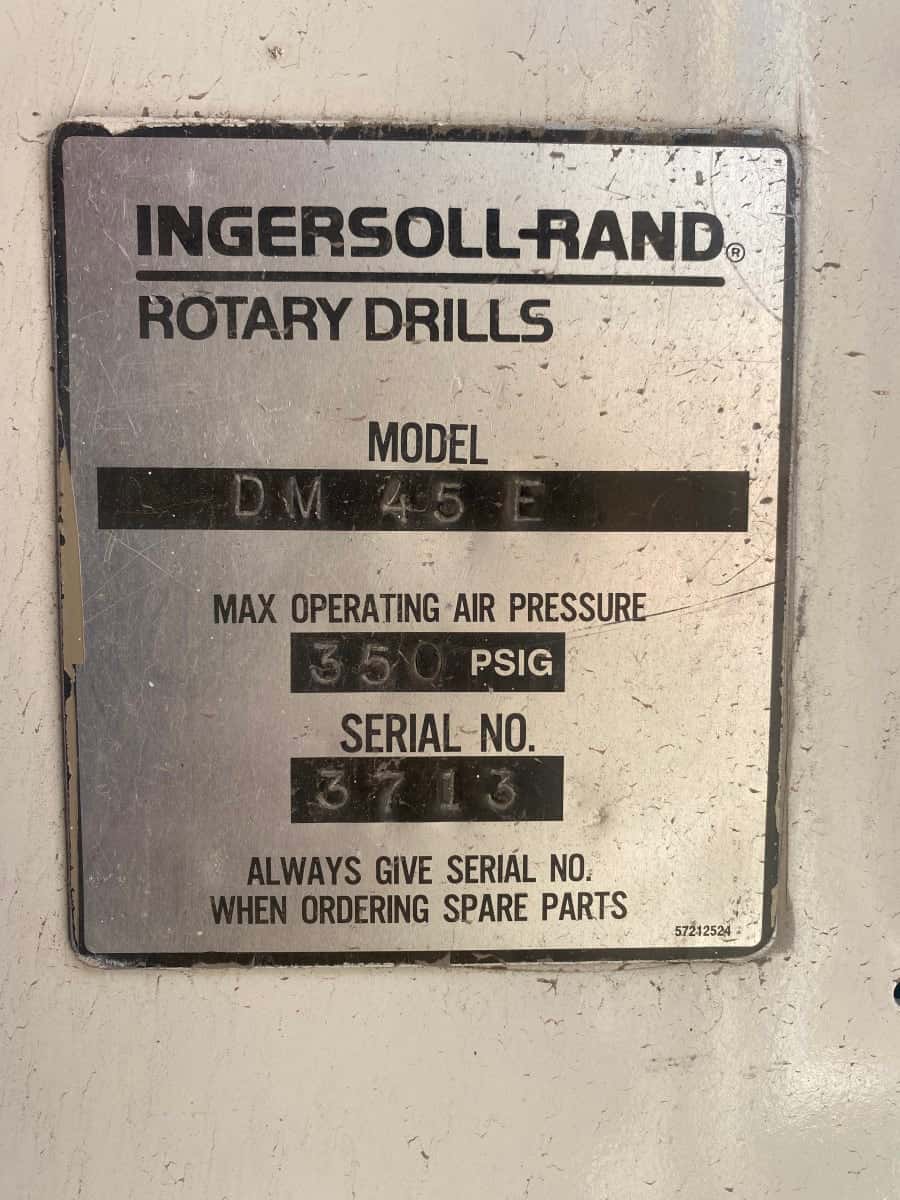 INGERSOLL-RAND®
ROTARY DRILLS
MODEL
DM 45 E
MAX OPERATING AIR PRESSURE
350 PSIG
SERIAL NO.
3713
ALWAYS GIVE SERIAL NO.
WHEN ORDERING SPARE PARTS
57212524